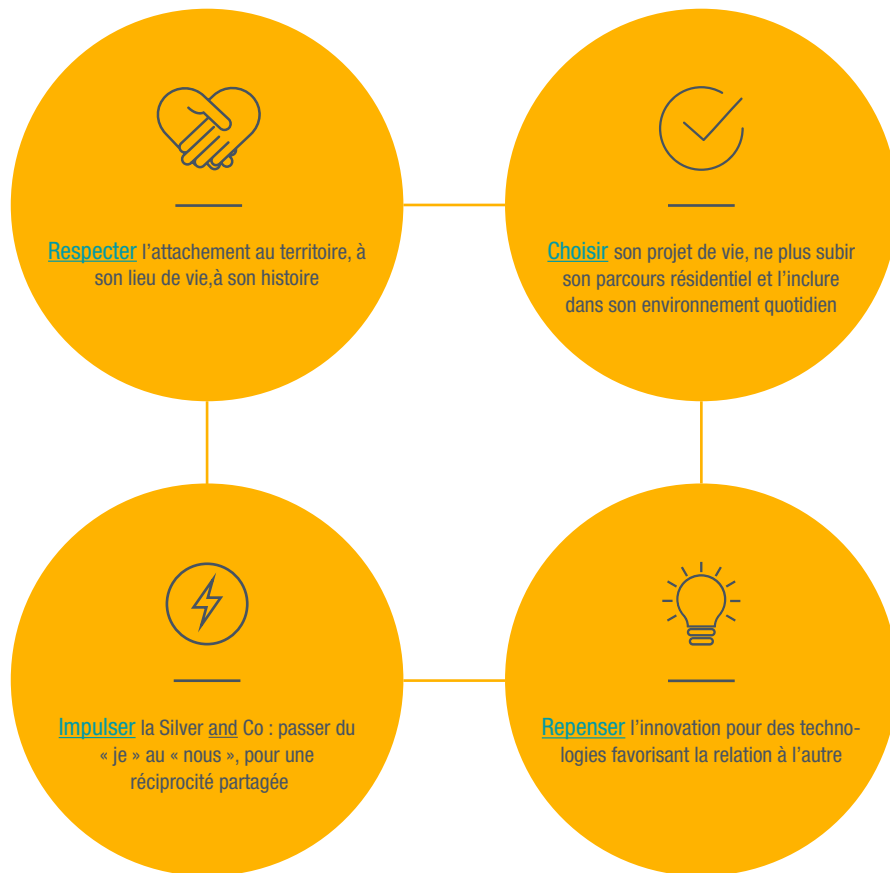 Respecter l’attachement au territoire, à
son lieu de vie,à son histoire
Choisir son projet de vie, ne plus subir
son parcours résidentiel et l’inclure
dans son environnement quotidien
Impulser la Silver and Co : passer du
« je » au « nous », pour une
réciprocité partagée
Repenser l’innovation pour des techno-
logies favorisant la relation à l’autre